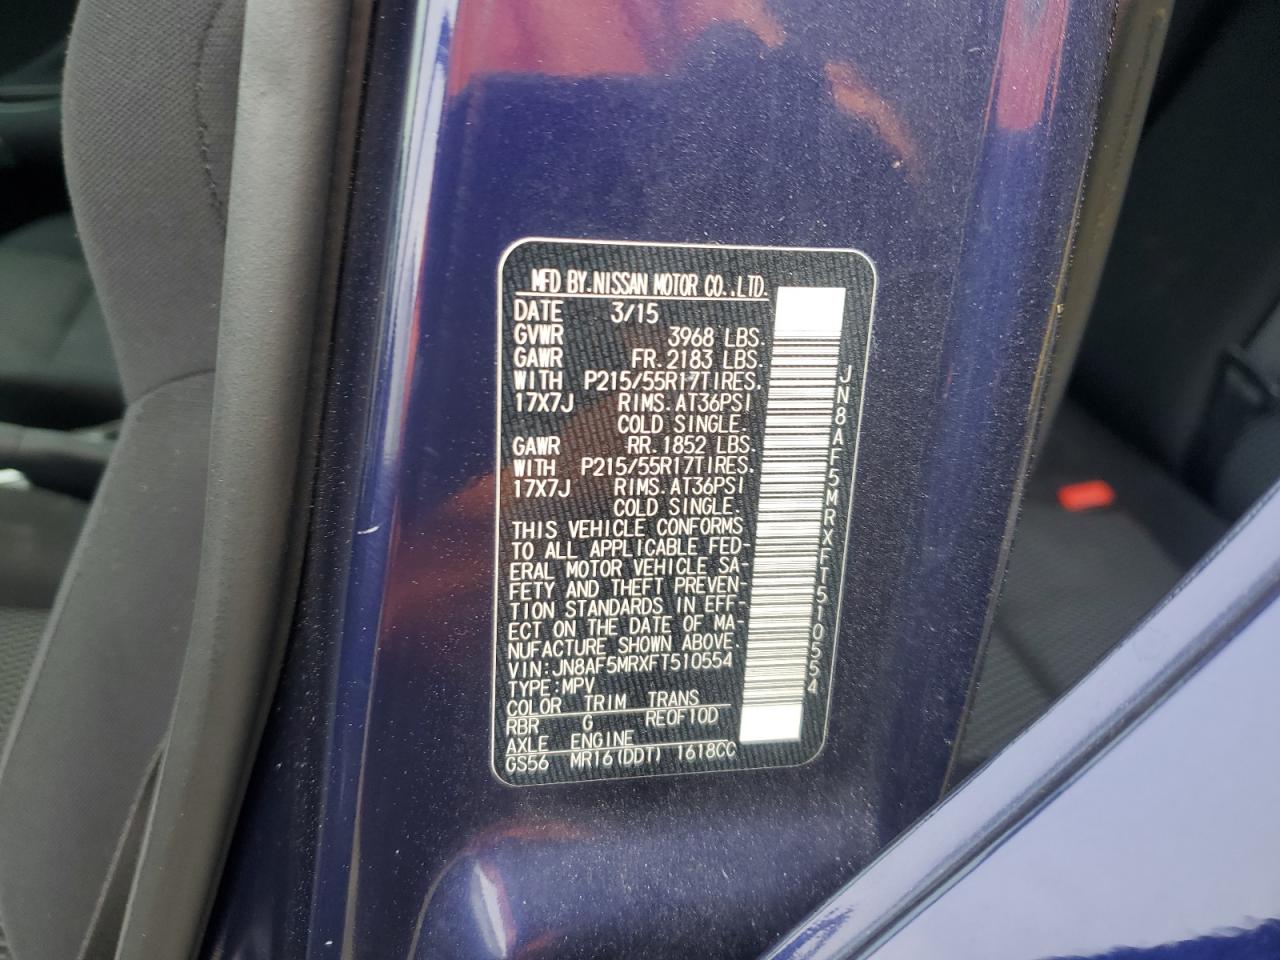 MFD BY.NISSAN MOTOR CO.,LTD.
DATE 3/15
GVWR 3968 LBS.
GAWR FR.2183 LBS.
WITH P215/55R17TIRES.
17X7J RIMS.AT36PSI
COLD SINGLE.
GAWR RR.1852 LBS.
WITH P215/55R17TIRES.
17X7J RIMS.AT36PSI
COLD SINGLE.
THIS VEHICLE CONFORMS
TO ALL APPLICABLE FED-
ERAL MOTOR VEHICLE SA-
FETY AND THEFT PREVEN-
TION STANDARDS IN EFF-
ECT ON THE DATE OF MA-
NUFACTURE SHOWN ABOVE.
VIN:JN8AF5MRXFT510554
TYPE:MPV
COLOR TRIM TRANS
RBR G RE0F10D
AXLE ENGINE
GS56 MR16(DDT) 1618CC
JN8AF5MRXFT510554